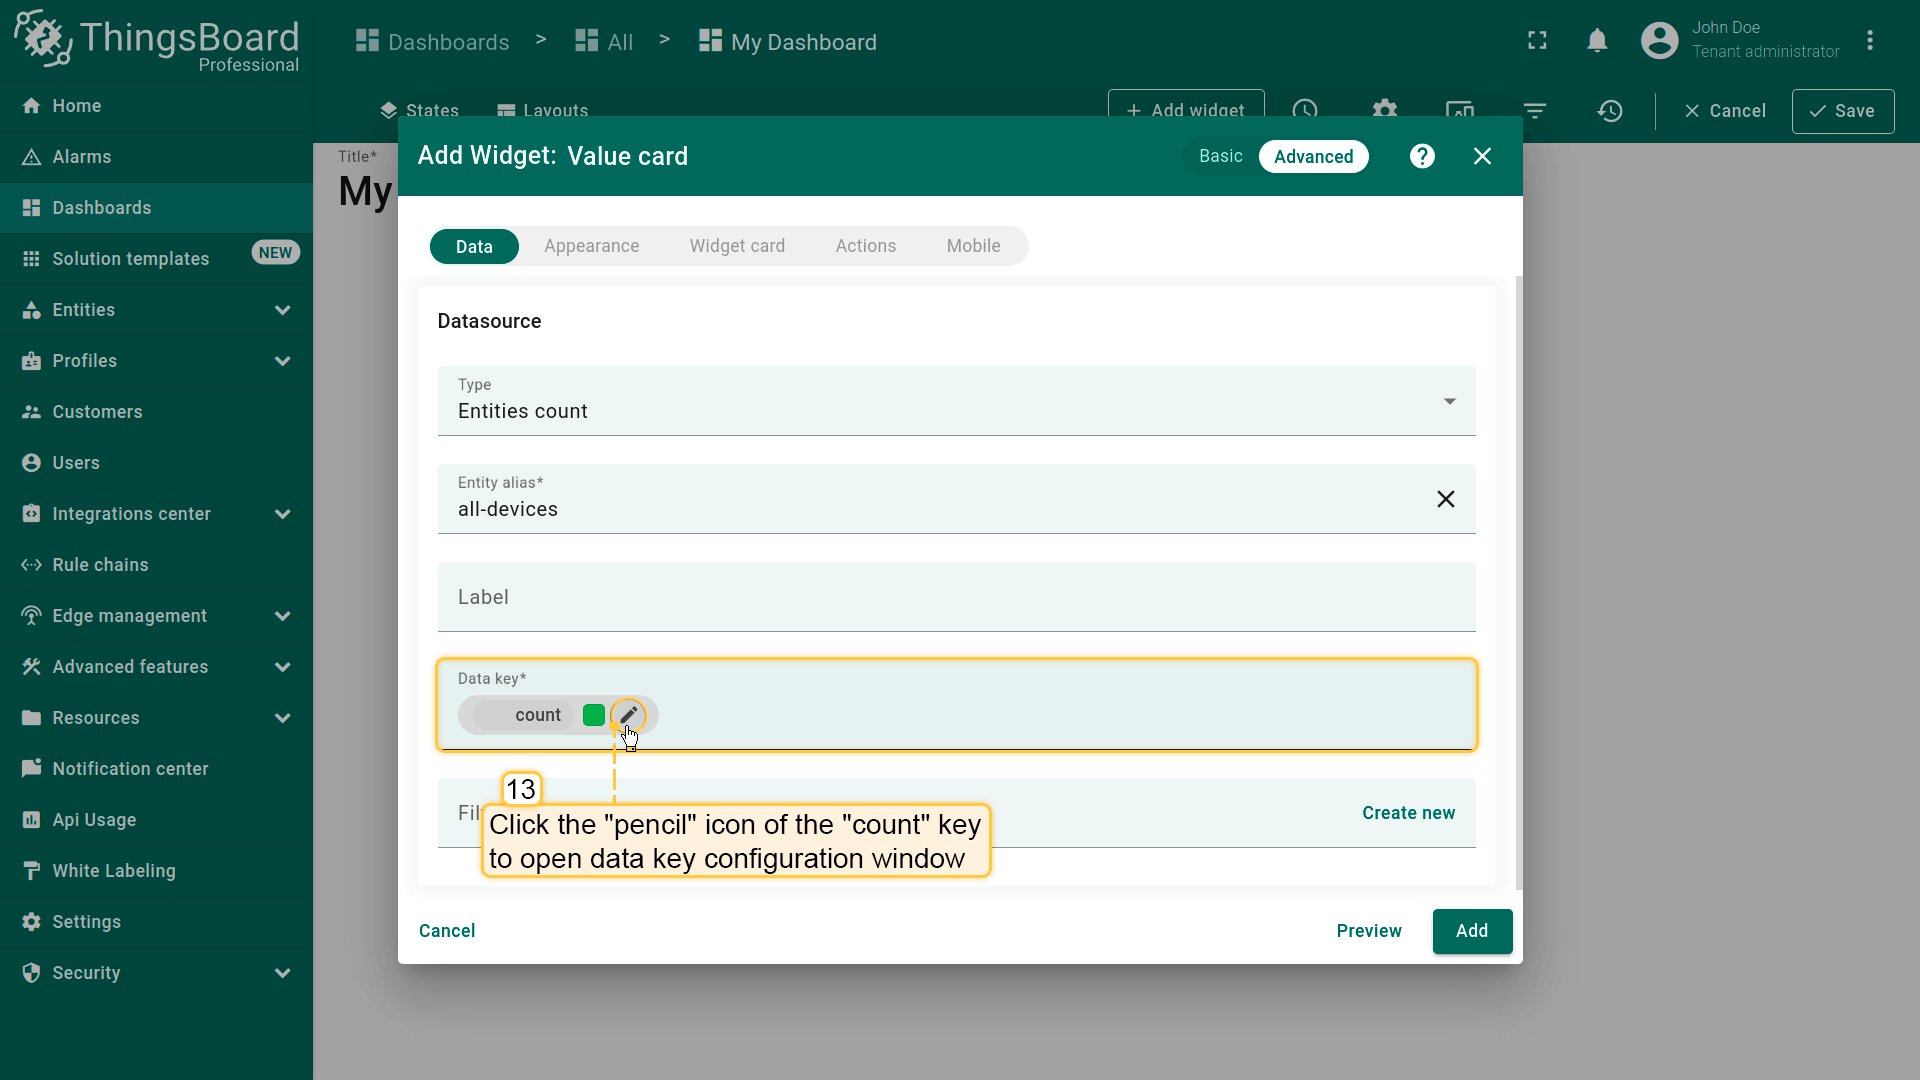 ThingsBoard
Professional
Dashboards > All > My Dashboard
John Doe
Tenant administrator
Home
Alarms
Dashboards
Solution templates NEW
Entities
Profiles
Customers
Users
Integrations center
Rule chains
Edge management
Advanced features
Resources
Notification center
Api Usage
White Labeling
Settings
Security
States Layouts + Add widget Cancel Save
Title*
My
Add Widget: Value card Basic Advanced
Data Appearance Widget card Actions Mobile
Datasource
Type
Entities count
Entity alias*
all-devices
Label
Data key*
count
13
Click the "pencil" icon of the "count" key
to open data key configuration window
Create new
Cancel Preview Add